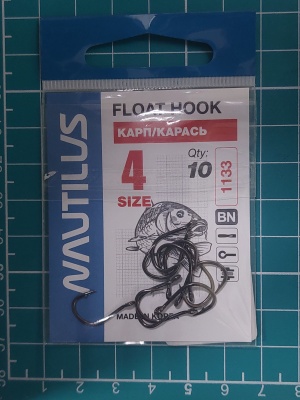 NAUTILUS
FLOAT HOOK
КАРП/КАРАСЬ
4
SIZE
Qty:
10
1133
BN
MADE IN KOREA